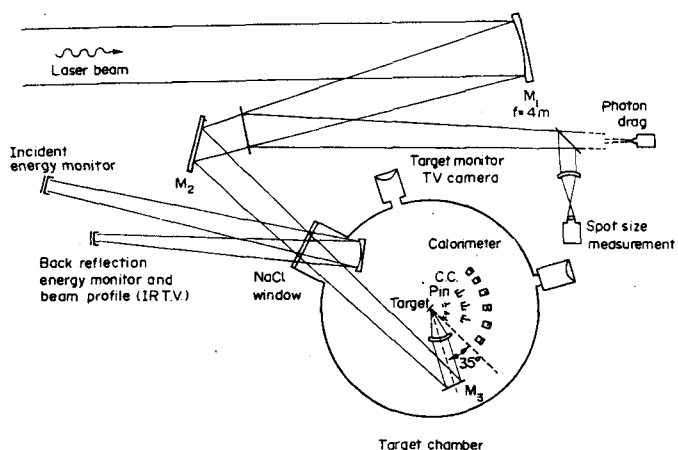 Laser beam
M1
f=4m
Photon
drag
Incident
energy monitor
M2
Target monitor
TV camera
Spot size
measurement
Back reflection
energy monitor and
beam profile (IR T.V.)
NaCl
window
Calorimeter
C.C.
Pin
Target
35°
M3
Target chamber